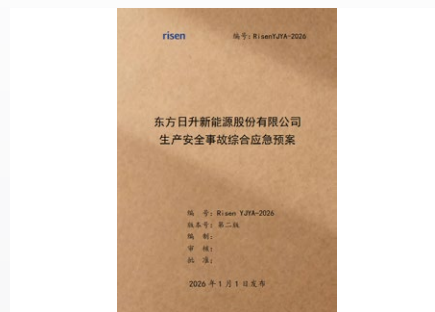 risen
编号:RisenYJYA-2026
东方日升新能源股份有限公司
生产安全事故综合应急预案
编 号: Risen YJYA-2026
版本号: 第二版
编 制:
审 核:
批 准:
2026年1月1日发布